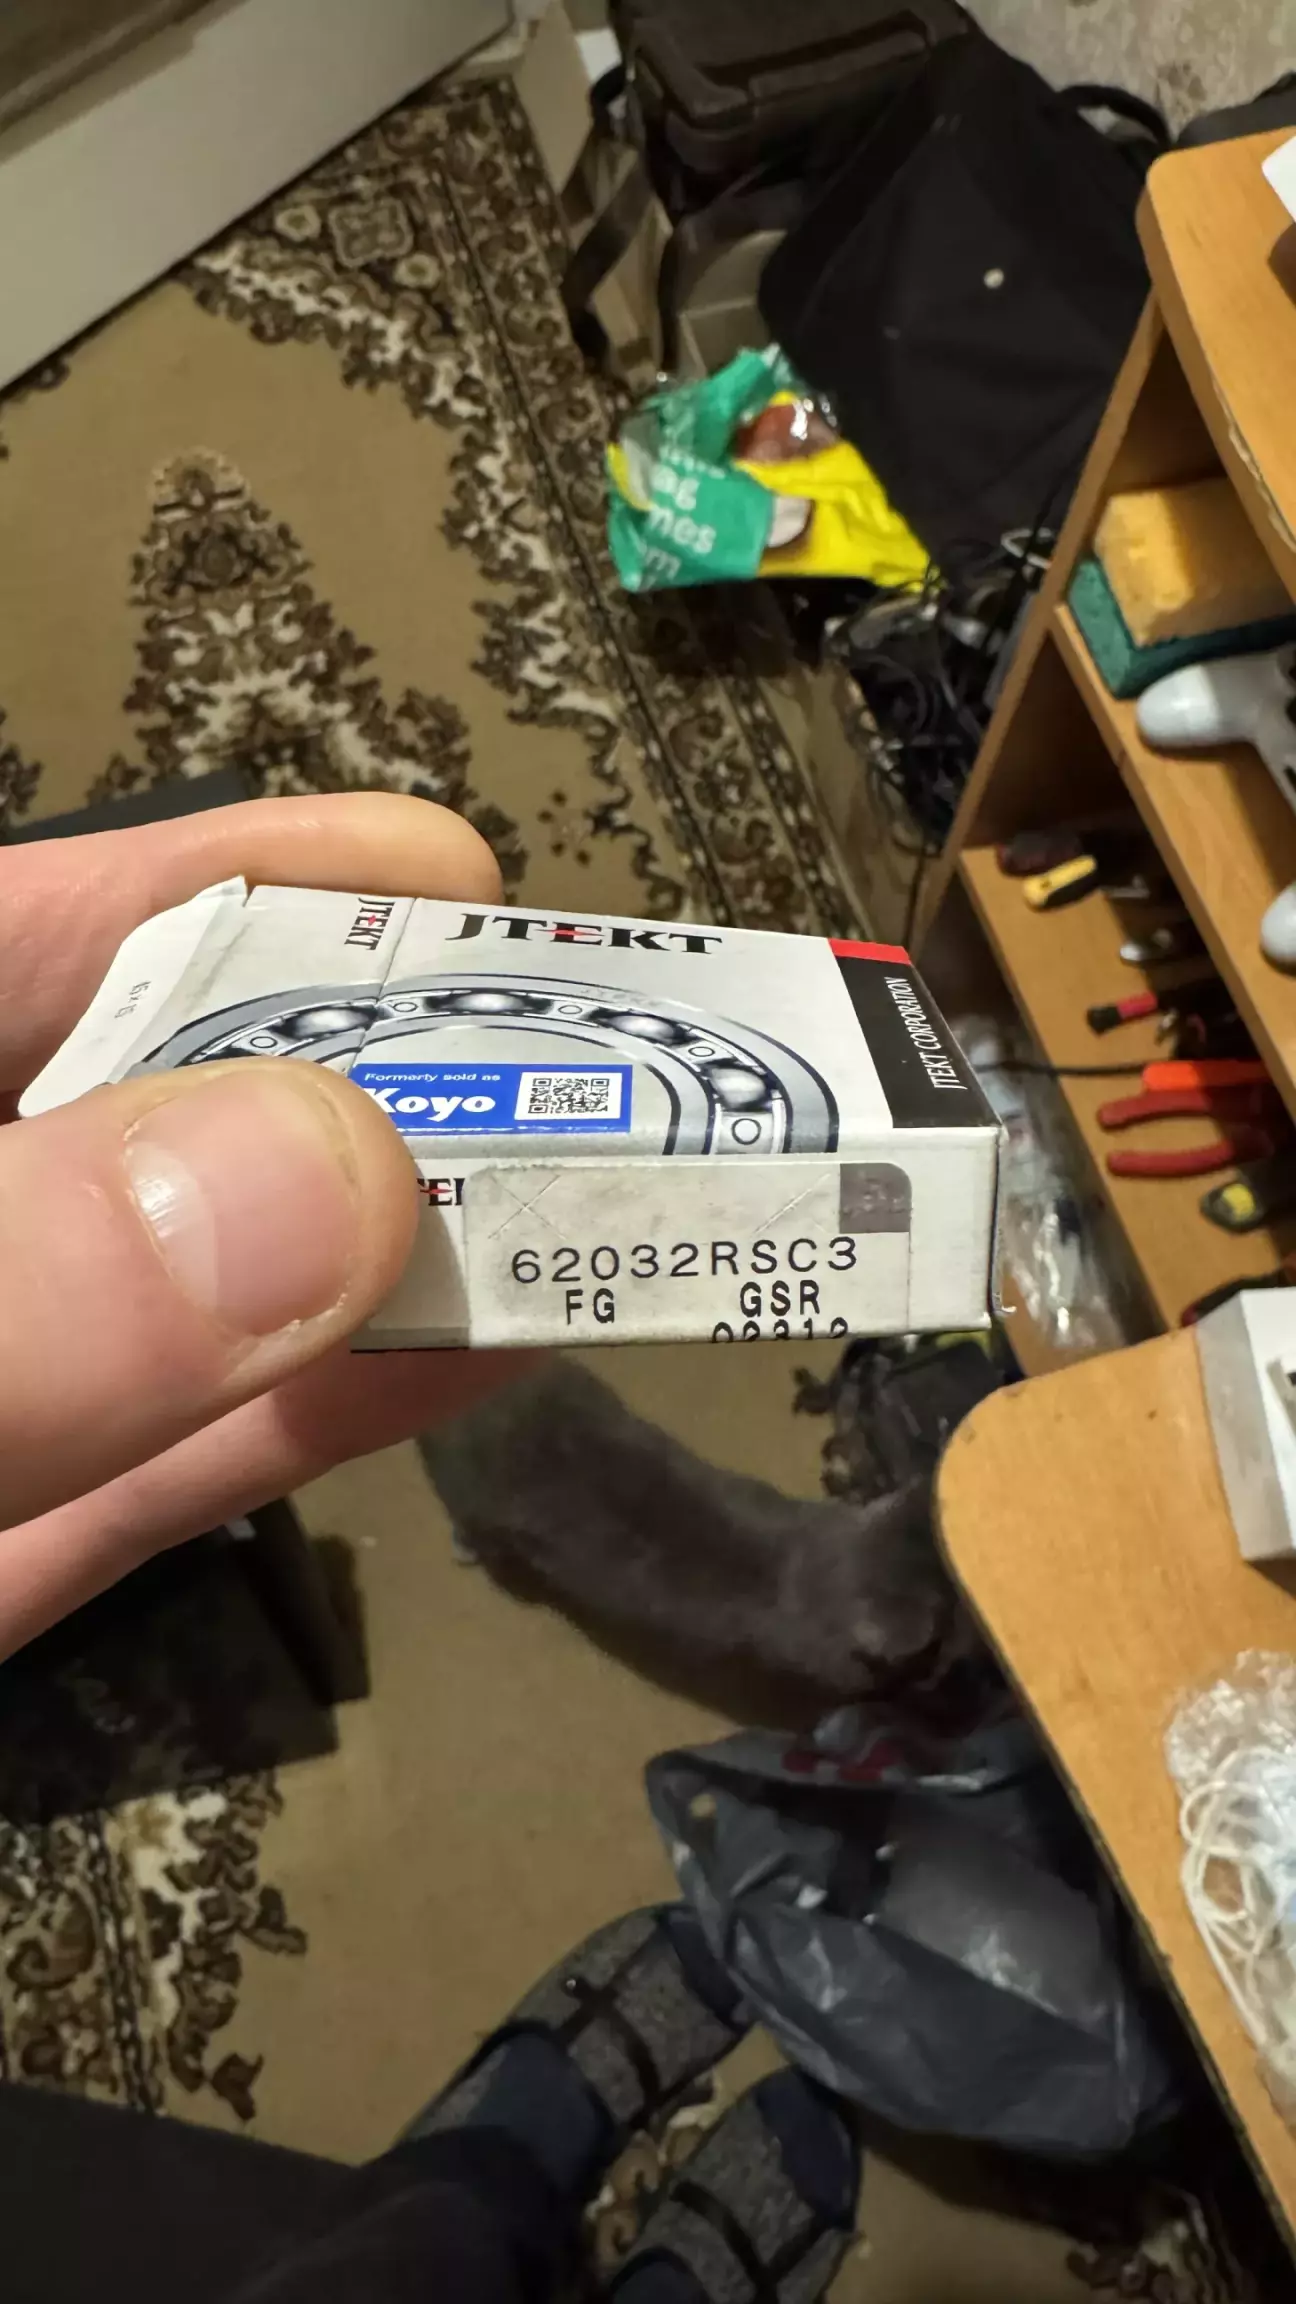 JTEKT
JTEKT
JTEKT CORPORATION
Formerly sold as
Koyo
62032RSC3
FG GSR